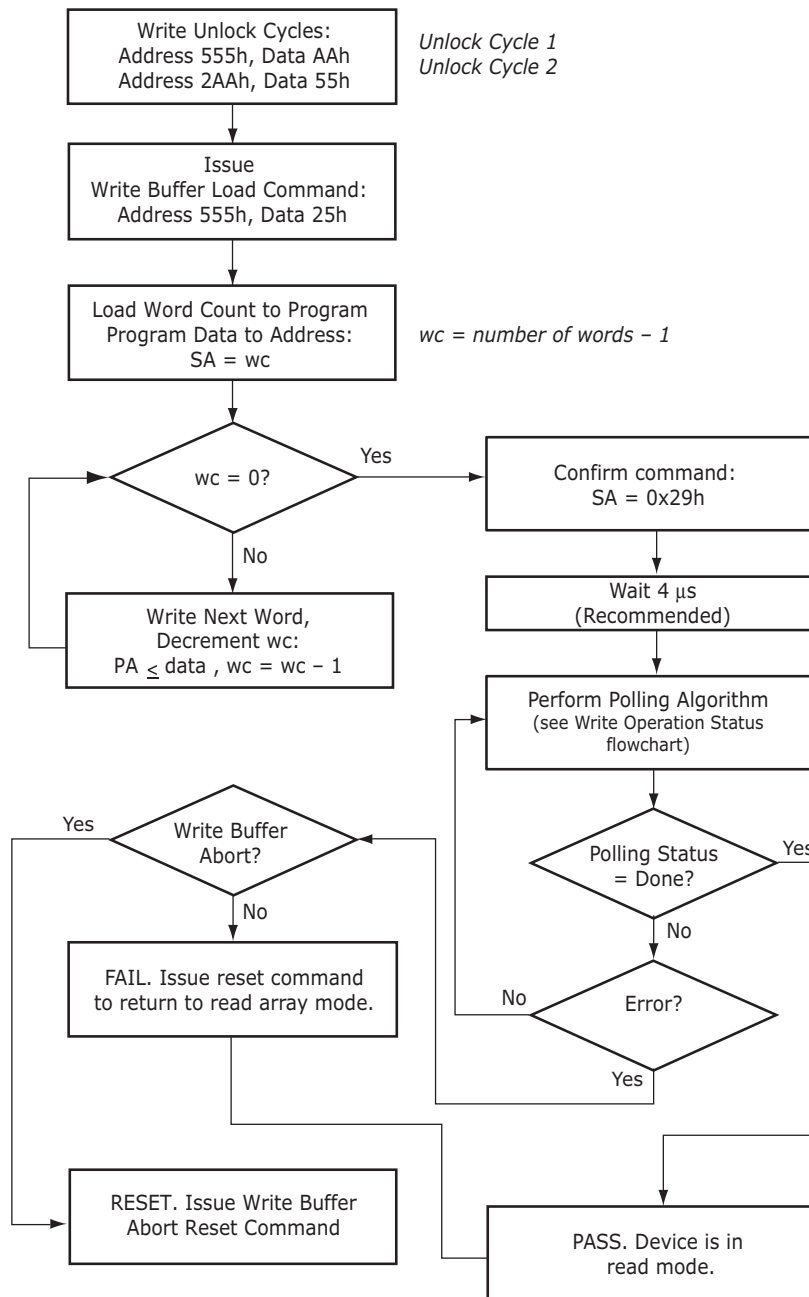 Write Unlock Cycles:
Address 555h, Data AAh
Address 2AAh, Data 55h
Unlock Cycle 1
Unlock Cycle 2
Issue
Write Buffer Load Command:
Address 555h, Data 25h
Load Word Count to Program
Program Data to Address:
SA = wc
wc = number of words – 1
wc = 0?
Yes
No
Confirm command:
SA = 0x29h
Wait 4 μs
(Recommended)
Write Next Word,
Decrement wc:
PA ≤ data , wc = wc – 1
Perform Polling Algorithm
(see Write Operation Status
flowchart)
Yes
Write Buffer
Abort?
No
Polling Status
= Done?
Yes
No
FAIL. Issue reset command
to return to read array mode.
No
Error?
Yes
RESET. Issue Write Buffer
Abort Reset Command
PASS. Device is in
read mode.